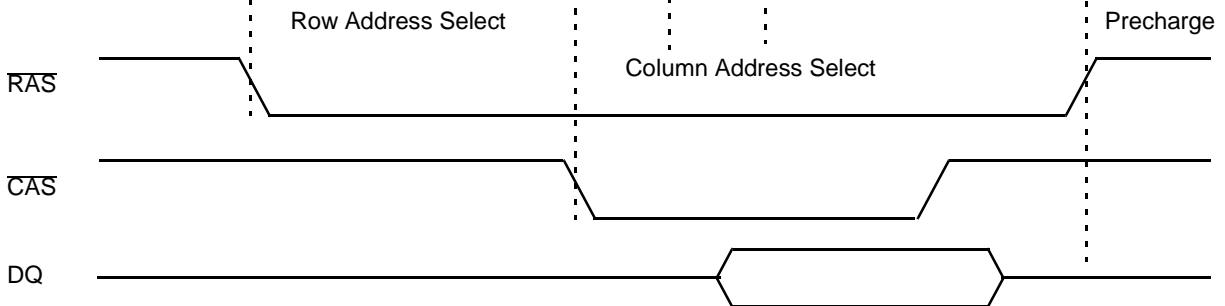 Row Address Select
Precharge
Column Address Select
RAS
CAS
DQ